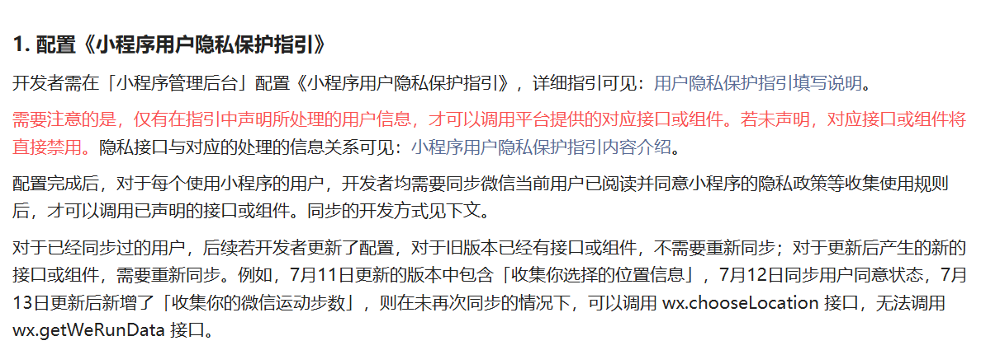 1. 配置《小程序用户隐私保护指引》
开发者需在「小程序管理后台」配置《小程序用户隐私保护指引》，详细指引可见：用户隐私保护指引填写说明。
需要注意的是，仅有在指引中声明所处理的用户信息，才可以调用平台提供的对应接口或组件。若未声明，对应接口或组件将
直接禁用。隐私接口与对应的处理的信息关系可见：小程序用户隐私保护指引内容介绍。
配置完成后，对于每个使用小程序的用户，开发者均需要同步微信当前用户已阅读并同意小程序的隐私政策等收集使用规则
后，才可以调用已声明的接口或组件。同步的开发方式见下文。
对于已经同步过的用户，后续若开发者更新了配置，对于旧版本已经有接口或组件，不需要重新同步；对于更新后产生的新的
接口或组件，需要重新同步。例如，7月11日更新的版本中包含「收集你选择的位置信息」，7月12日同步用户同意状态，7月
13日更新后新增了「收集你的微信运动步数」，则在未再次同步的情况下，可以调用 wx.chooseLocation 接口，无法调用
wx.getWeRunData 接口。